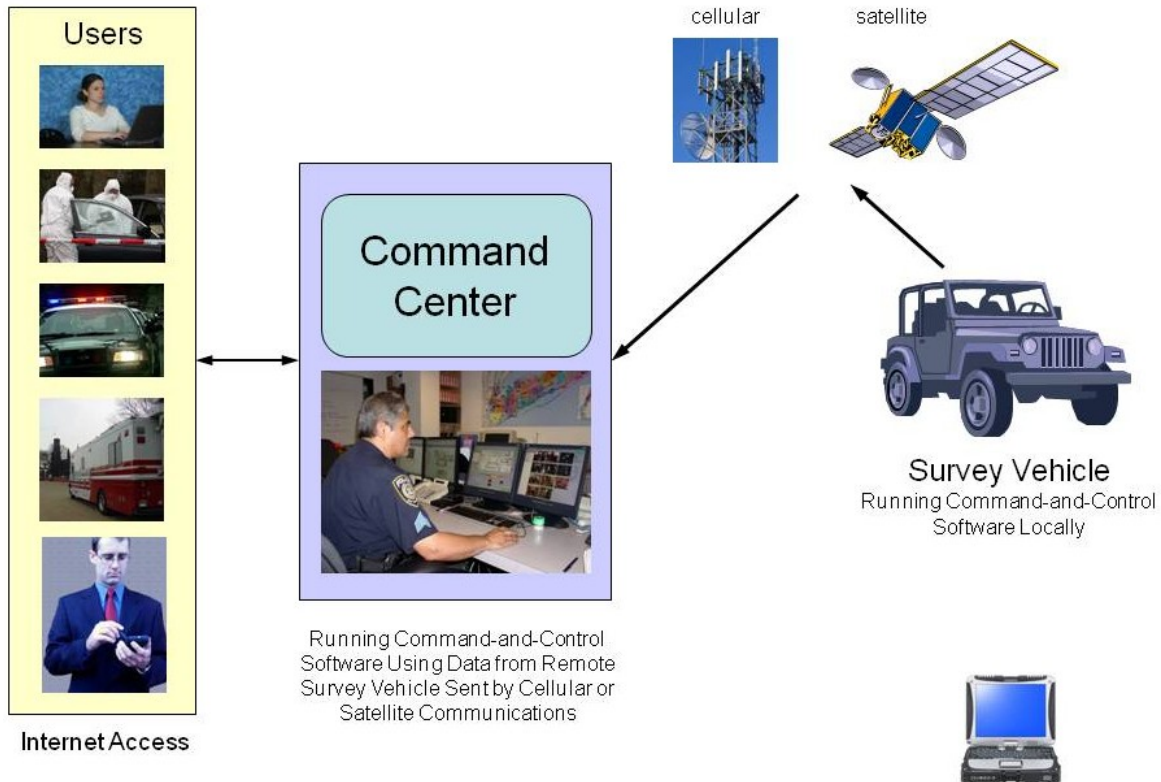 Users
Internet Access
Command
Center
Running Command-and-Control
Software Using Data from Remote
Survey Vehicle Sent by Cellular or
Satellite Communications
cellular
satellite
Survey Vehicle
Running Command-and-Control
Software Locally